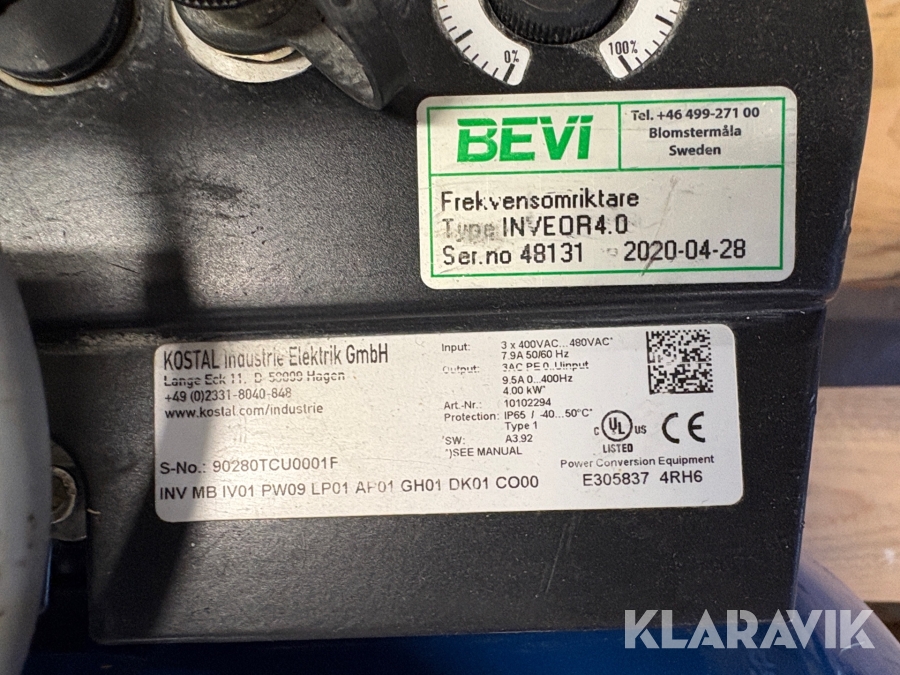 0%
100%
BEVI
Tel. +46 499-271 00
Blomstermåla
Sweden
Frekvensomriktare
Type INVEOR4.0
Ser.no 48131 2020-04-28
KOSTAL Industrie Elektrik GmbH
Lange Eck 11, D-58099 Hagen
+49 (0)2331-8040-848
www.kostal.com/industrie
S-No.: 90280TCU0001F
INV MB IV01 PW09 LP01 AP01 GH01 DK01 CO00
Input: 3 x 400VAC...480VAC*
7.9A 50/60 Hz
Output: 3AC PE 0..Uinput
9.5A 0...400Hz
4.00 kW*
Art.-Nr.: 10102294
Protection: IP65 / -40...50°C*
Type 1
*SW: A3.92
*)SEE MANUAL
c UL us
LISTED
CE
Power Conversion Equipment
E305837 4RH6
KLARAVIK